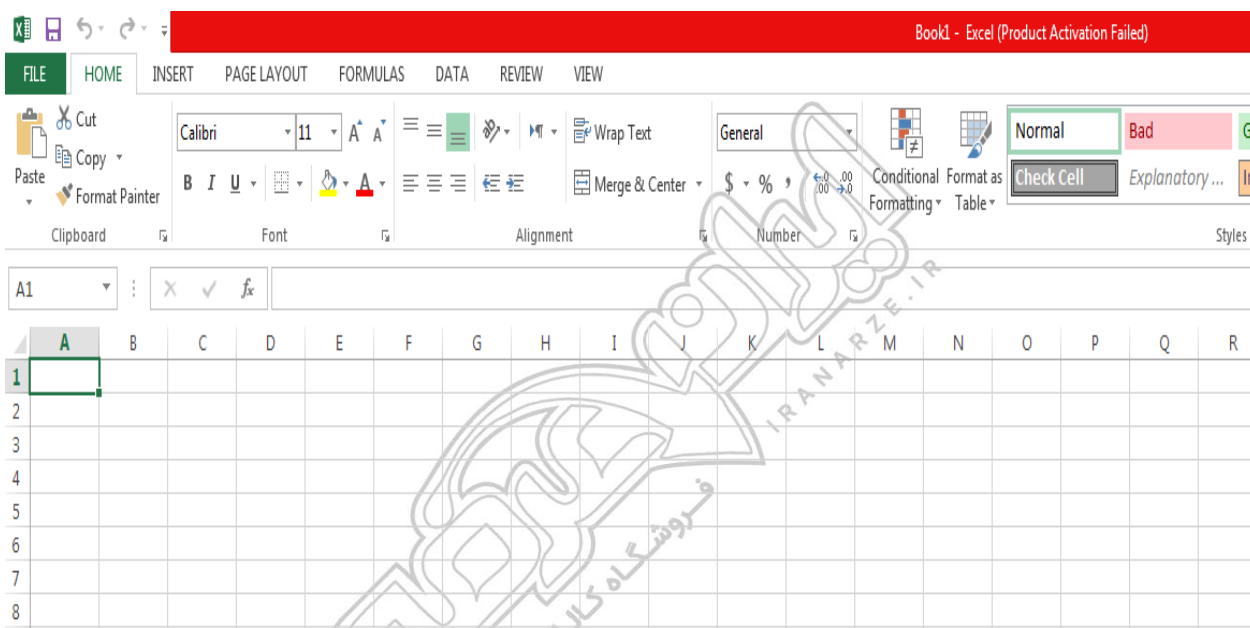 Book1 - Excel (Product Activation Failed)
FILE HOME INSERT PAGE LAYOUT FORMULAS DATA REVIEW VIEW
Cut
Copy
Format Painter
Paste
Calibri 11
Wrap Text
General
B I U
Merge & Center
$ % ,
Conditional Formatting
Format as Table
Normal Bad
Check Cell Explanatory ...
Clipboard Font Alignment Number Styles
A1 fx
A B C D E F G H I J K L M N O P Q R
1
2
3
4
5
6
7
8
IRANARZE.IR
فروشگاه